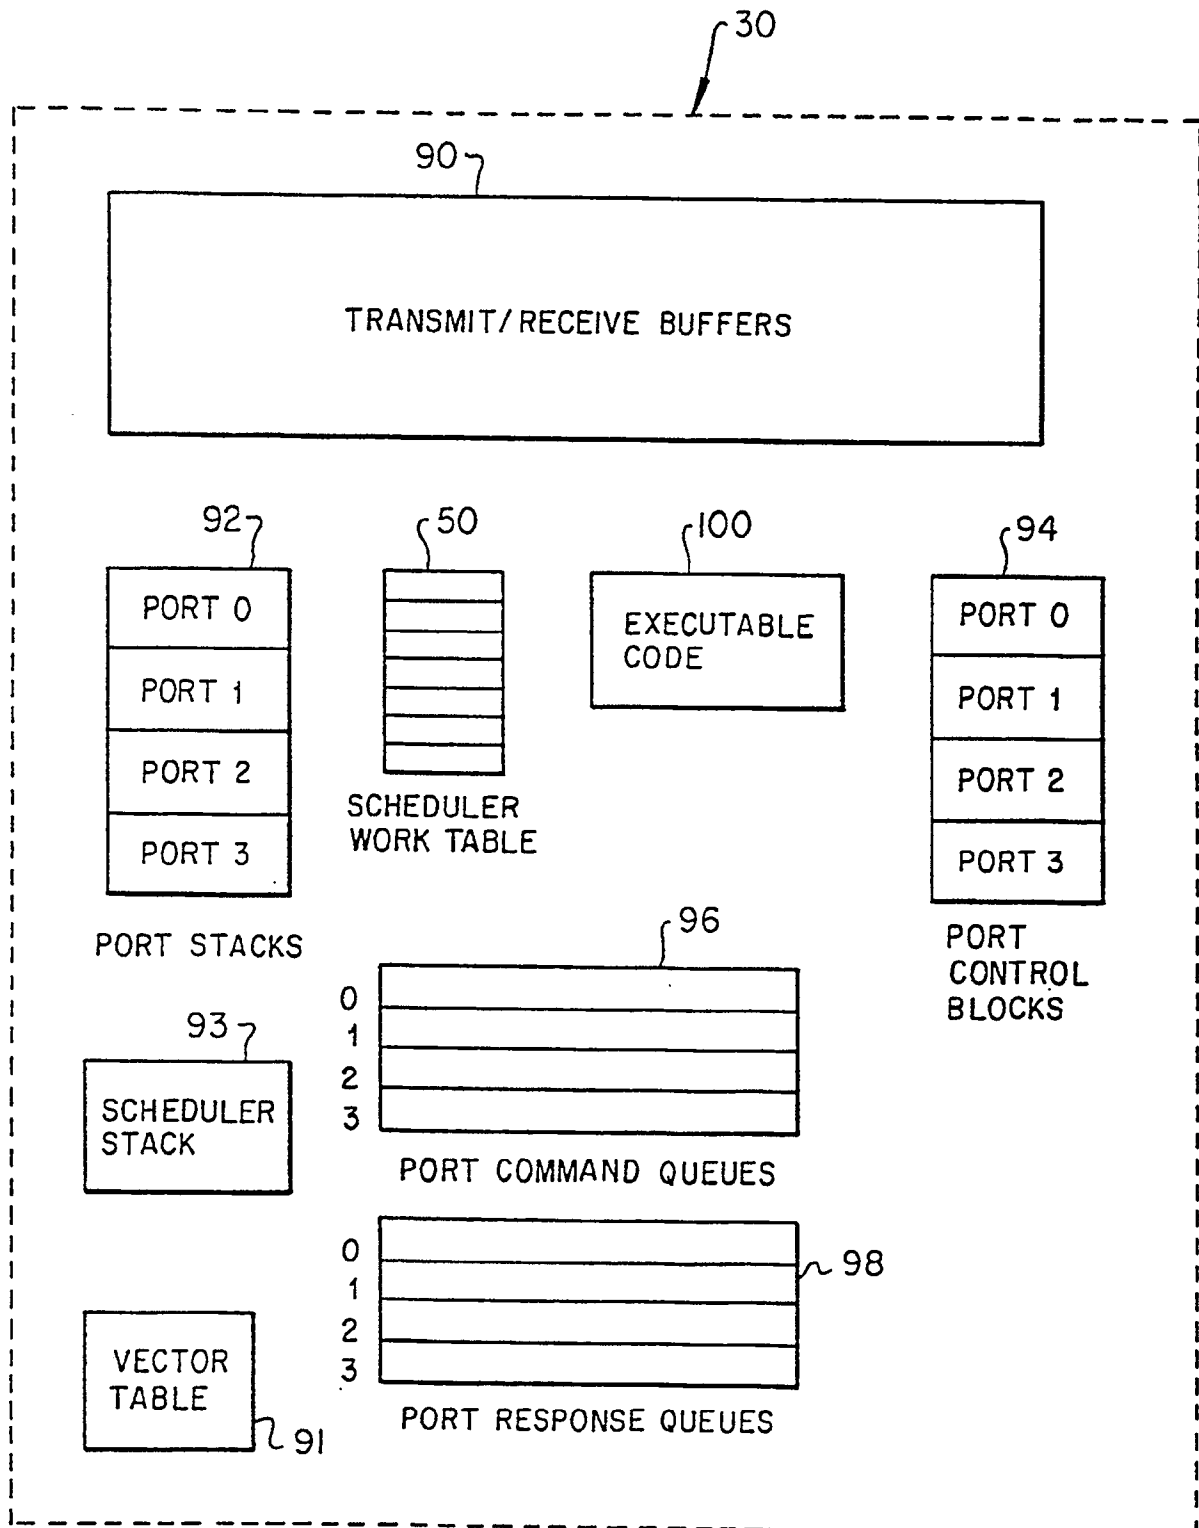 30
90
TRANSMIT/RECEIVE BUFFERS
92
50
100
94
PORT 0
PORT 1
PORT 2
PORT 3
PORT STACKS
SCHEDULER
WORK TABLE
EXECUTABLE
CODE
PORT 0
PORT 1
PORT 2
PORT 3
PORT
CONTROL
BLOCKS
96
0
1
2
3
PORT COMMAND QUEUES
93
SCHEDULER
STACK
0
1
2
3
98
PORT RESPONSE QUEUES
VECTOR
TABLE
91